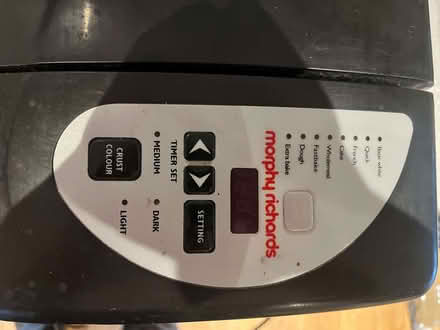 Basic white
Quick
French
Cake
Wholemeal
Fastbake
Dough
Extra bake
morphy richards
TIMER SET
SETTING
MEDIUM
DARK
CRUST
COLOUR
LIGHT